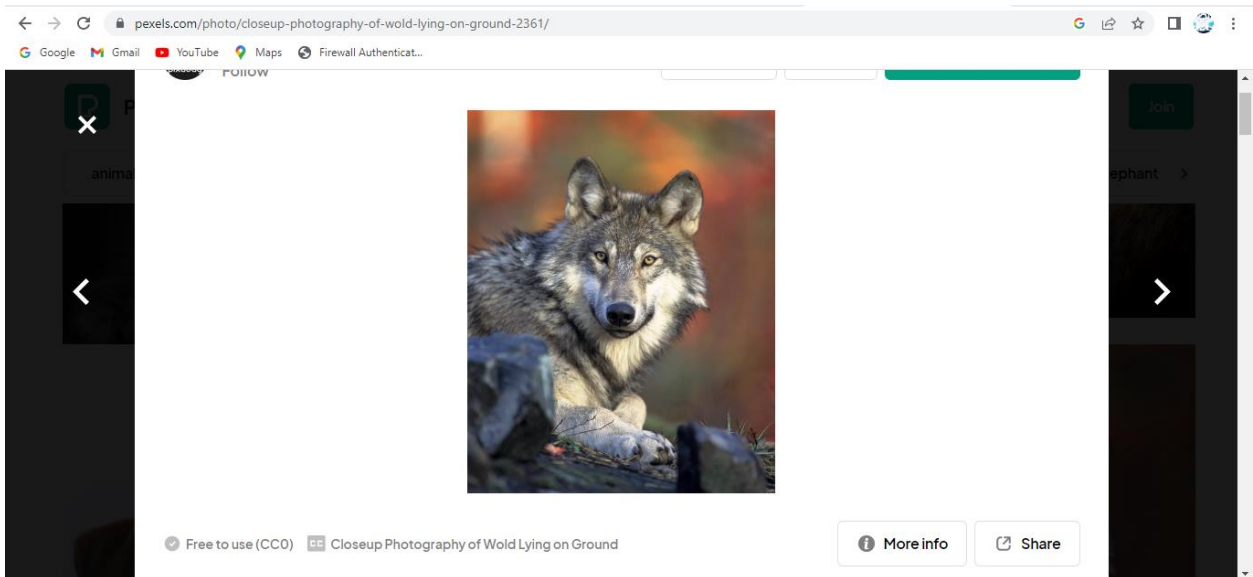 pexels.com/photo/closeup-photography-of-wold-lying-on-ground-2361/
Google Gmail YouTube Maps Firewall Authenticat...
Follow
P
Join
anima
ephant
Free to use (CC0) CC Closeup Photography of Wold Lying on Ground
More info Share